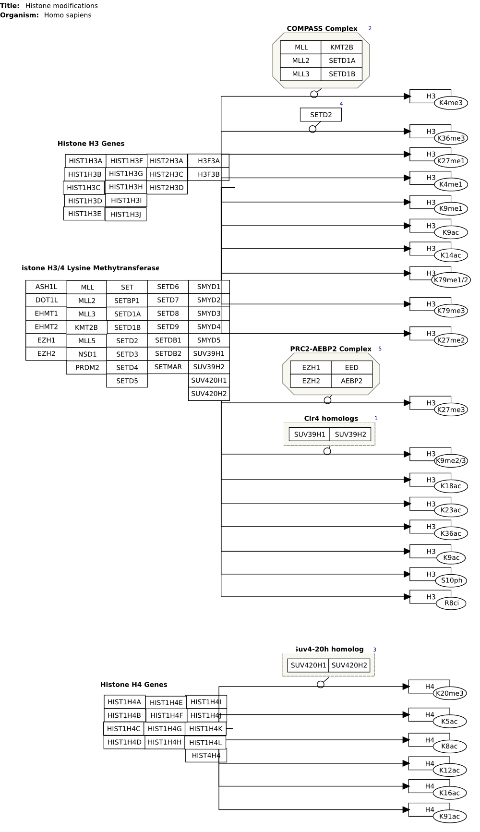 Title: Histone modifications
Organism: Homo sapiens
COMPASS Complex 2
MLL KMT2B
MLL2 SETD1A
MLL3 SETD1B
H3 K4me3
4
SETD2
H3 K36me3
Histone H3 Genes
HIST1H3A HIST1H3F HIST2H3A H3F3A
HIST1H3B HIST1H3G HIST2H3C H3F3B
HIST1H3C HIST1H3H HIST2H3D
HIST1H3D HIST1H3I
HIST1H3E HIST1H3J
H3 K27me1
H3 K4me1
H3 K9me1
H3 K9ac
H3 K14ac
istone H3/4 Lysine Methytransferase
H3 K79me1/2
ASH1L MLL SET SETD6 SMYD1
DOT1L MLL2 SETBP1 SETD7 SMYD2
EHMT1 MLL3 SETD1A SETD8 SMYD3
EHMT2 KMT2B SETD1B SETD9 SMYD4
EZH1 MLL5 SETD2 SETDB1 SMYD5
EZH2 NSD1 SETD3 SETDB2 SUV39H1
PRDM2 SETD4 SETMAR SUV39H2
SETD5 SUV420H1
SUV420H2
H3 K79me3
H3 K27me2
PRC2-AEBP2 Complex 5
EZH1 EED
EZH2 AEBP2
H3 K27me3
Clr4 homologs 1
SUV39H1 SUV39H2
H3 K9me2/3
H3 K18ac
H3 K23ac
H3 K36ac
H3 K9ac
H3 S10ph
H3 R8ci
Suv4-20h homolog 3
SUV420H1 SUV420H2
H4 K20me3
Histone H4 Genes
HIST1H4A HIST1H4E HIST1H4I
HIST1H4B HIST1H4F HIST1H4J
HIST1H4C HIST1H4G HIST1H4K
HIST1H4D HIST1H4H HIST1H4L
HIST4H4
H4 K5ac
H4 K8ac
H4 K12ac
H4 K16ac
H4 K91ac